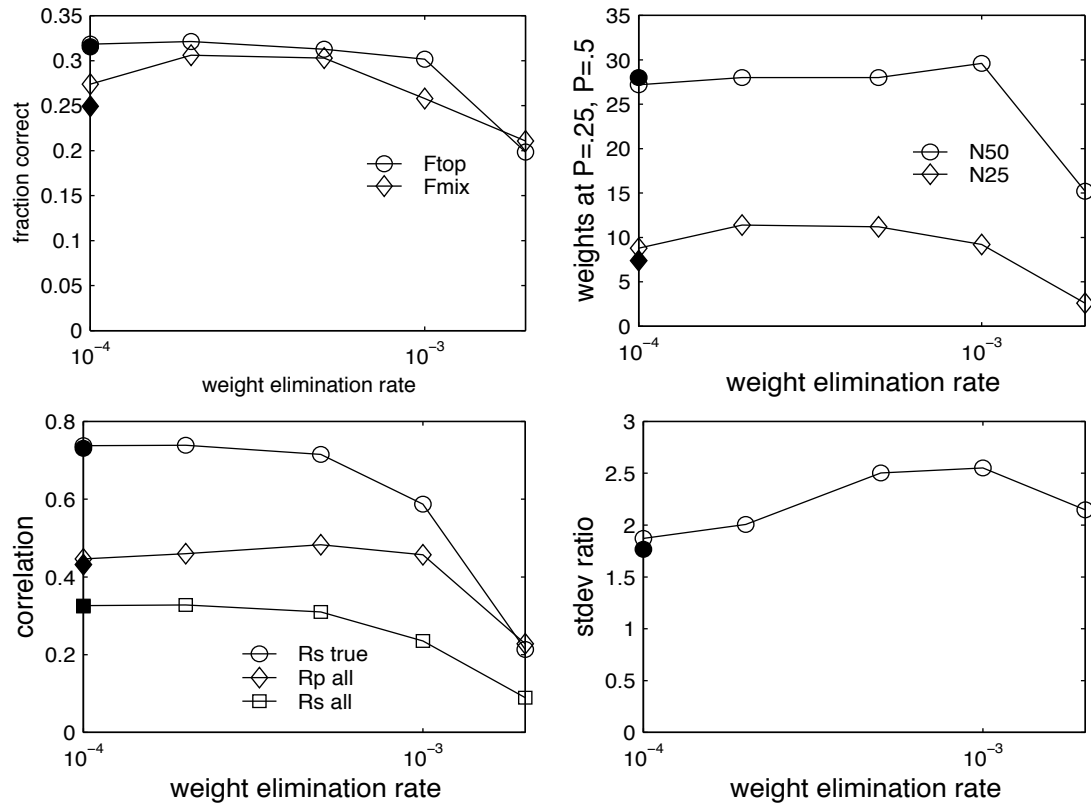 0.35
0.3
0.25
0.2
0.15
0.1
0.05
0
fraction correct
Ftop
Fmix
10⁻⁴
10⁻³
weight elimination rate
35
30
25
20
15
10
5
0
weights at P=.25, P=.5
N50
N25
10⁻⁴
10⁻³
weight elimination rate
0.8
0.6
0.4
0.2
0
correlation
Rs true
Rp all
Rs all
10⁻⁴
10⁻³
weight elimination rate
3
2.5
2
1.5
1
0.5
0
stdev ratio
10⁻⁴
10⁻³
weight elimination rate